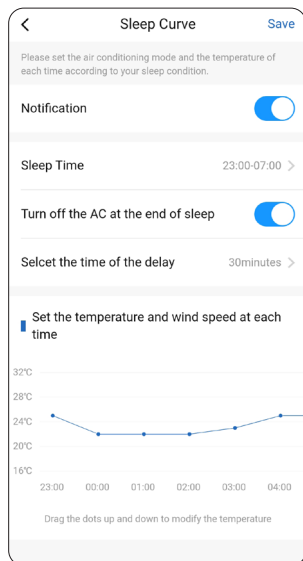 Sleep Curve Save
Please set the air conditioning mode and the temperature of
each time according to your sleep condition.
Notification
Sleep Time 23:00-07:00
Turn off the AC at the end of sleep
Selcet the time of the delay 30minutes
Set the temperature and wind speed at each
time
32℃
28℃
24℃
20℃
16℃
23:00 00:00 01:00 02:00 03:00 04:00
Drag the dots up and down to modify the temperature